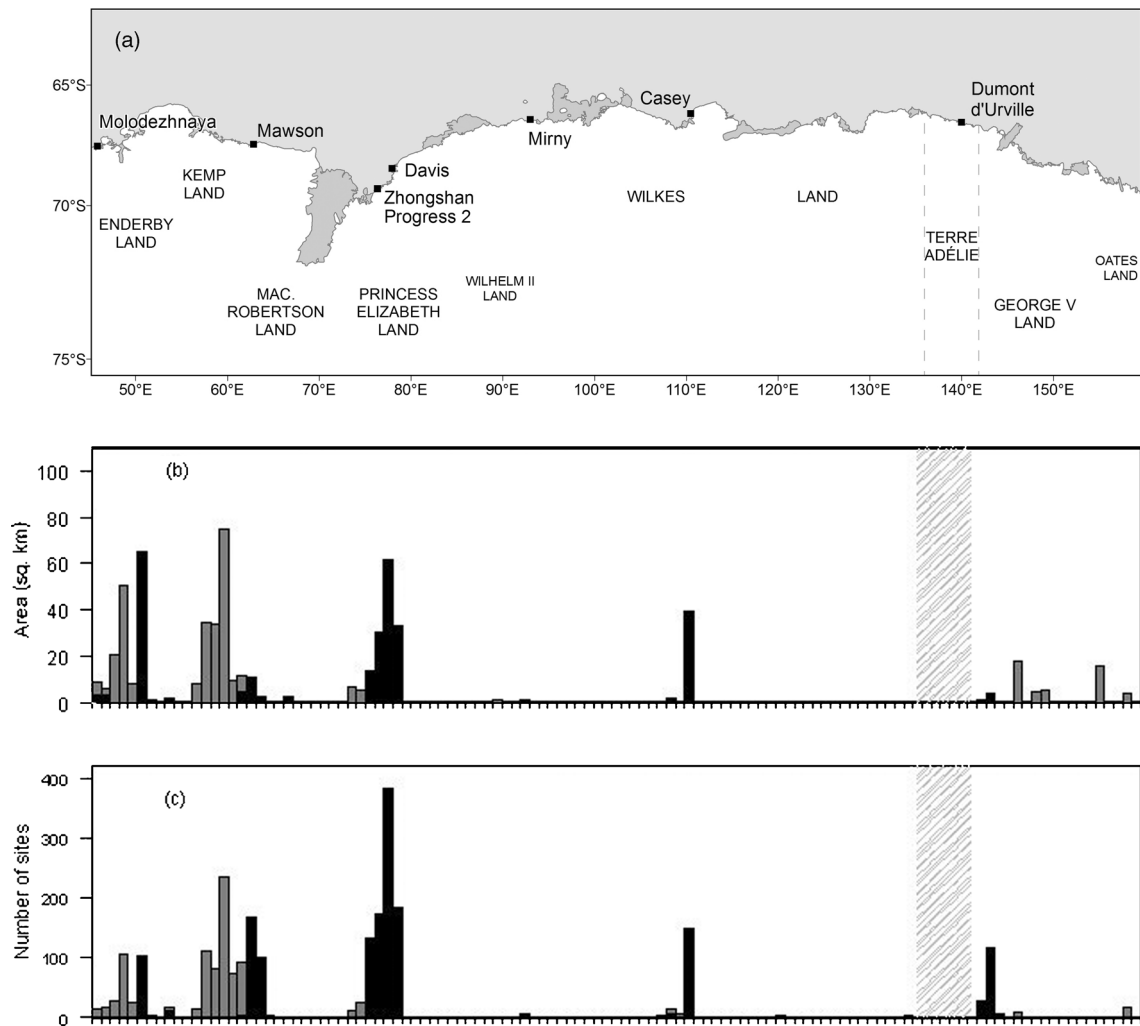 (a)
65°S
70°S
75°S
Molodezhnaya
Mawson
KEMP
LAND
ENDERBY
LAND
MAC.
ROBERTSON
LAND
Davis
Zhongshan
Progress 2
PRINCESS
ELIZABETH
LAND
WILHELM II
LAND
Mirny
Casey
WILKES
LAND
Dumont
d'Urville
TERRE
ADÉLIE
GEORGE V
LAND
OATES
LAND
50°E 60°E 70°E 80°E 90°E 100°E 110°E 120°E 130°E 140°E 150°E
(b)
Area (sq. km)
100
80
60
40
20
0
(c)
Number of sites
400
300
200
100
0